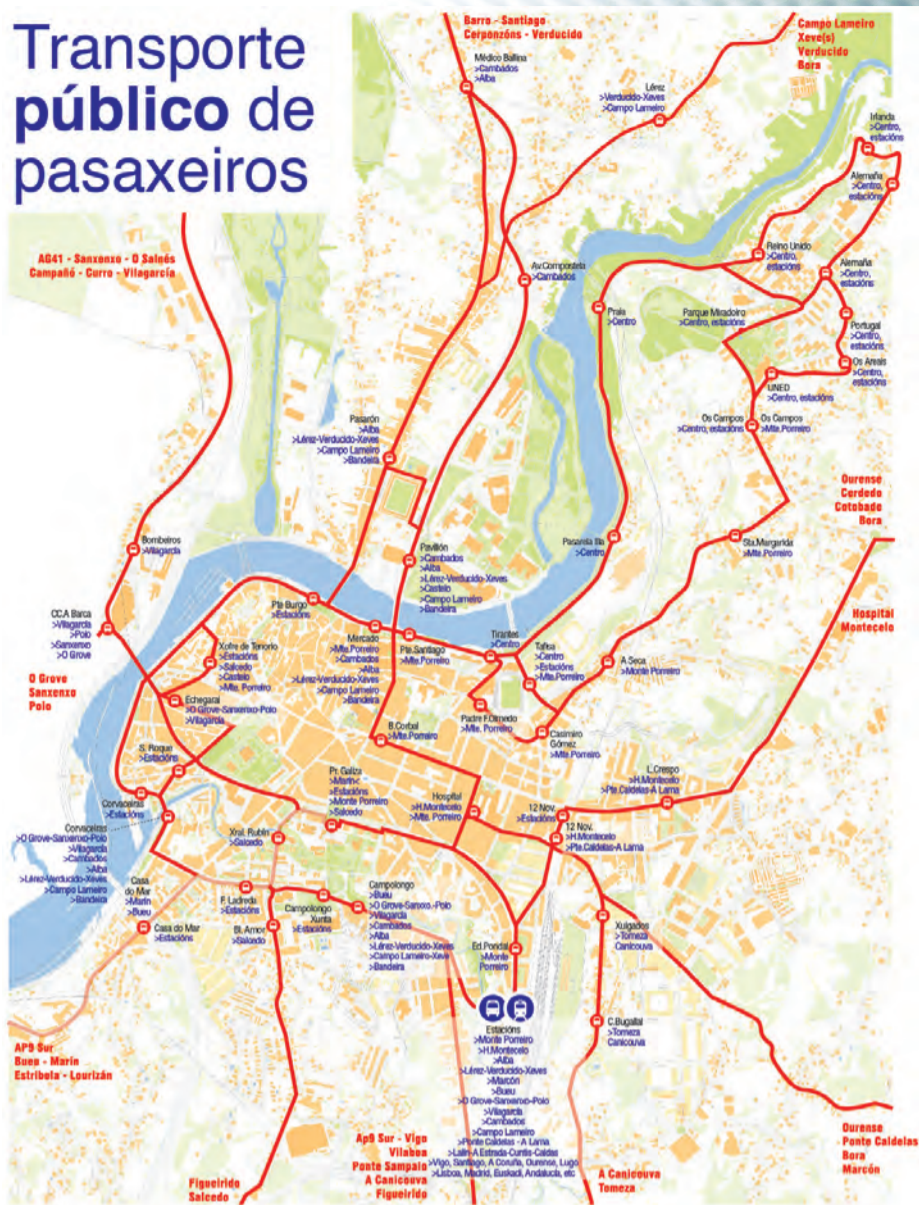 Transporte
público de
pasaxeiros
Barro - Santiago
Cerponzóns - Verducido
Médico Ballina
>Cambados
>Alba
Campo Lameiro
Xeve(s)
Verducido
Bora
Lérez
>Verducido-Xeves
>Campo Lameiro
Irlanda
>Centro,
estacións
Alemaña
>Centro,
estacións
AG41 - Sanxenxo - O Salnés
Campañó - Curro - Vilagarcía
Av.Compostela
>Cambados
Reino Unido
>Centro,
estacións
Alemaña
>Centro,
estacións
Praia
>Centro
Parque Miradoiro
>Centro, estacións
Portugal
>Centro,
estacións
Os Areais
>Centro,
estacións
UNED
>Centro, estacións
Os Campos
>Centro, estacións
Os Campos
>Mte.Porreiro
Pasarón
>Alba
>Lérez-Verducido-Xeves
>Campo Lameiro
>Bandeira
Ourense
Cerdedo
Cotobade
Bora
Bombeiros
>Vilagarcía
Pavillón
>Cambados
>Alba
>Lérez-Verducido-Xeves
>Castelo
>Campo Lameiro
>Bandeira
Pasarela Illa
>Centro
Sta.Margarida
>Mte.Porreiro
CC.A Barca
>Vilagarcía
>Poio
>Sanxenxo
>O Grove
Pte Burgo
>Estacións
Hospital
Montecelo
Xofre de Tenorio
>Estacións
>Salcedo
>Castelo
>Mte. Porreiro
Mercado
>Mte.Porreiro
>Cambados
>Alba
>Lérez-Verducido-Xeves
>Campo Lameiro
>Bandeira
Pte.Santiago
>Mte.Porreiro
Tirantes
>Centro
Tafisa
>Centro
>Estacións
>Mte.Porreiro
A Seca
>Monte Porreiro
O Grove
Sanxenxo
Poio
Echegarai
>O Grove-Sanxenxo-Poio
>Vilagarcía
Padre F.Olmedo
>Mte. Porreiro
B.Corbal
>Mte.Porreiro
Casimiro
Gómez
>Mte.Porreiro
S. Roque
>Estacións
Pr. Galiza
>Marín<
>Estacións
>Monte Porreiro
>Salcedo
L.Crespo
>H.Montecelo
>Pte.Caldelas-A Lama
Corvaceiras
>Estacións
Hospital
>H.Montecelo
>Mte. Porreiro
12 Nov.
>Estacións
12 Nov.
>H.Montecelo
>Pte.Caldelas-A Lama
Corvaceiras
>O Grove-Sanxenxo-Poio
>Vilagarcía
>Cambados
>Alba
>Lérez-Verducido-Xeves
>Campo Lameiro
>Bandeira
Xral. Rubín
>Salcedo
Casa
do Mar
>Marín
>Bueu
Casa do Mar
>Estacións
F. Ladreda
>Estacións
Bl. Amor
>Salcedo
Campolongo
Xunta
>Estacións
Campolongo
>Bueu
>O Grove-Sanxxo.-Poio
>Vilagarcía
>Cambados
>Alba
>Lérez-Verducido-Xeves
>Campo Lameiro-Xeve
>Bandeira
Ed.Pondal
>Monte
Porreiro
Xulgados
>Tomeza
Canicouva
C.Bugallal
>Tomeza
Canicouva
Estacións
>Monte Porreiro
>H.Montecelo
>Alba
>Lérez-Verducido-Xeves
>Marcón
>Bueu
>O Grove-Sanxenxo-Poio
>Vilagarcía
>Cambados
>Campo Lameiro
>Ponte Caldelas - A Lama
>Lalín-A Estrada-Cuntis-Caldas
>Vigo, Santiago, A Coruña, Ourense, Lugo
>Lisboa, Madrid, Euskadi, Andalucía, etc
AP9 Sur
Bueu - Marín
Estribela - Lourizán
Figueirido
Salcedo
Ap9 Sur - Vigo
Vilaboa
Ponte Sampaio
A Canicouva
Figueirido
A Canicouva
Tomeza
Ourense
Ponte Caldelas
Bora
Marcón